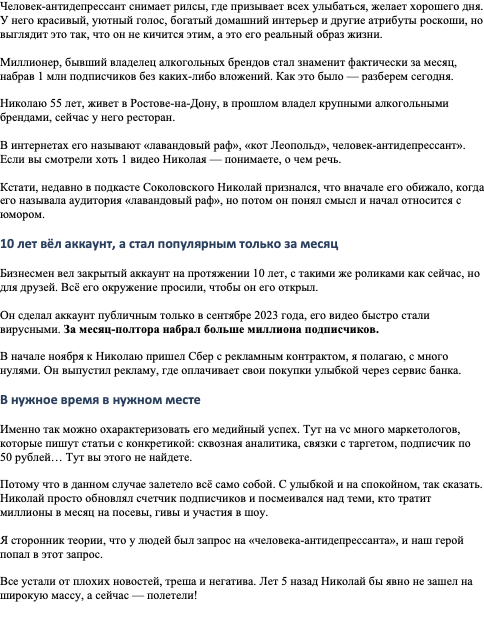 Человек-антидепрессант снимает рилсы, где призывает всех улыбаться, желает хорошего дня.
У него красивый, уютный голос, богатый домашний интерьер и другие атрибуты роскоши, но
выглядит это так, что он не кичится этим, а это его реальный образ жизни.
Миллионер, бывший владелец алкогольных брендов стал знаменит фактически за месяц,
набрав 1 млн подписчиков без каких-либо вложений. Как это было — разберем сегодня.
Николаю 55 лет, живет в Ростове-на-Дону, в прошлом владел крупными алкогольными
брендами, сейчас у него ресторан.
В интернетах его называют «лавандовый раф», «кот Леопольд», человек-антидепрессант».
Если вы смотрели хоть 1 видео Николая — понимаете, о чем речь.
Кстати, недавно в подкасте Соколовского Николай признался, что вначале его обижало, когда
его называла аудитория «лавандовый раф», но потом он понял смысл и начал относится с
юмором.
10 лет вёл аккаунт, а стал популярным только за месяц
Бизнесмен вел закрытый аккаунт на протяжении 10 лет, с такими же роликами как сейчас, но
для друзей. Всё его окружение просили, чтобы он его открыл.
Он сделал аккаунт публичным только в сентябре 2023 года, его видео быстро стали
вирусными. За месяц-полтора набрал больше миллиона подписчиков.
В начале ноября к Николаю пришел Сбер с рекламным контрактом, я полагаю, с много
нулями. Он выпустил рекламу, где оплачивает свои покупки улыбкой через сервис банка.
В нужное время в нужном месте
Именно так можно охарактеризовать его медийный успех. Тут на vc много маркетологов,
которые пишут статьи с конкретикой: сквозная аналитика, связки с таргетом, подписчик по
50 рублей… Тут вы этого не найдете.
Потому что в данном случае залетело всё само собой. С улыбкой и на спокойном, так сказать.
Николай просто обновлял счетчик подписчиков и посмеивался над теми, кто тратит
миллионы в месяц на посевы, гивы и участия в шоу.
Я сторонник теории, что у людей был запрос на «человека-антидепрессанта», и наш герой
попал в этот запрос.
Все устали от плохих новостей, треша и негатива. Лет 5 назад Николай бы явно не зашел на
широкую массу, а сейчас — полетели!